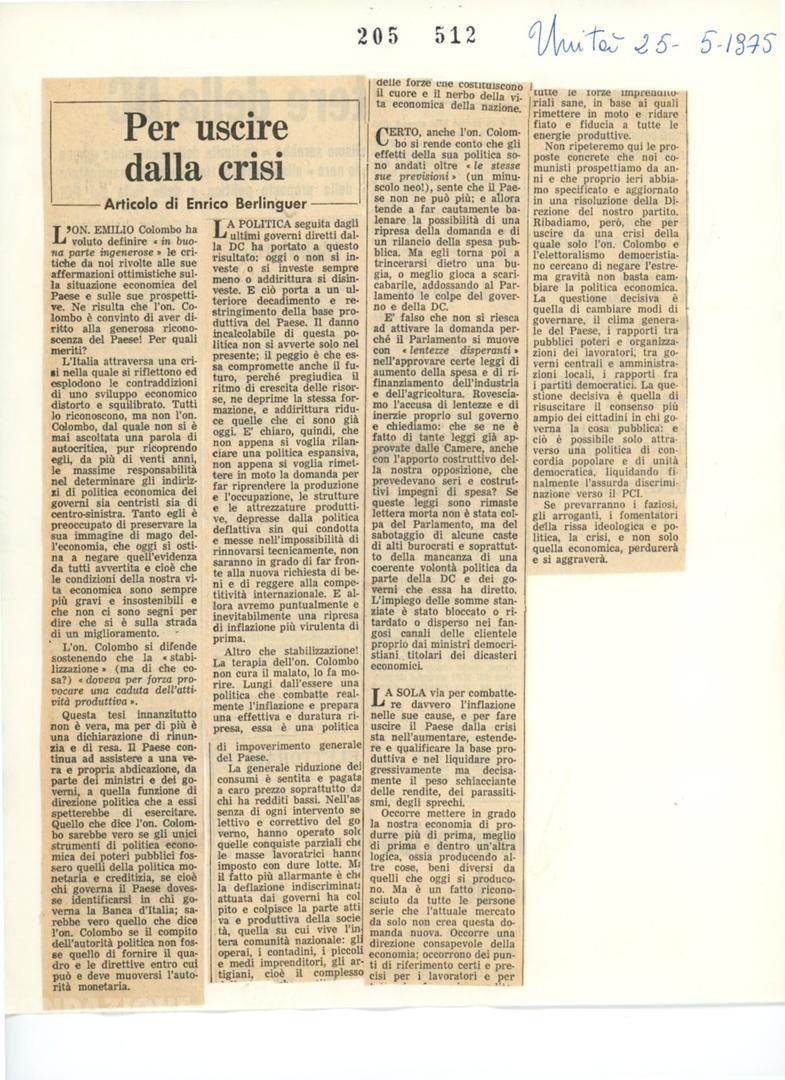 205 512
Unità 25-5-1975
Per uscire
dalla crisi
Articolo di Enrico Berlinguer
L'ON. EMILIO Colombo ha
voluto definire « in buo-
na parte ingenerose » le cri-
tiche da noi rivolte alle sue
affermazioni ottimistiche sul-
la situazione economica del
Paese e sulle sue prospetti-
ve. Ne risulta che l'on. Co-
lombo è convinto di aver di-
ritto alla generosa ricono-
scenza del Paese! Per quali
meriti?
L'Italia attraversa una cri-
si nella quale si riflettono ed
esplodono le contraddizioni
di uno sviluppo economico
distorto e squilibrato. Tutti
lo riconoscono, ma non l'on.
Colombo, dal quale non si è
mai ascoltata una parola di
autocritica, pur ricoprendo
egli, da più di venti anni,
le massime responsabilità
nel determinare gli indiriz-
zi di politica economica dei
governi sia centristi sia di
centro-sinistra. Tanto egli è
preoccupato di preservare la
sua immagine di mago del-
l'economia, che oggi si osti-
na a negare quell'evidenza
da tutti avvertita e cioè che
le condizioni della nostra vi-
ta economica sono sempre
più gravi e insostenibili e
che non ci sono segni per
dire che si è sulla strada
di un miglioramento.
L'on. Colombo si difende
sostenendo che la « stabi-
lizzazione » (ma di che co-
sa?) « doveva per forza pro-
vocare una caduta dell'atti-
vità produttiva ».
Questa tesi innanzitutto
non è vera, ma per di più è
una dichiarazione di rinun-
zia e di resa. Il Paese con-
tinua ad assistere a una ve-
ra e propria abdicazione, da
parte dei ministri e dei go-
verni, a quella funzione di
direzione politica che a essi
spetterebbe di esercitare.
Quello che dice l'on. Colom-
bo sarebbe vero se gli unici
strumenti di politica econo-
mica dei poteri pubblici fos-
sero quelli della politica mo-
netaria e creditizia, se cioè
chi governa il Paese doves-
se identificarsi in chi go-
verna la Banca d'Italia; sa-
rebbe vero quello che dice
l'on. Colombo se il compito
dell'autorità politica non fos-
se quello di fornire il qua-
dro e le direttive entro cui
può e deve muoversi l'auto-
rità monetaria.
LA POLITICA seguita dagli
ultimi governi diretti dal-
la DC ha portato a questo
risultato: oggi o non si in-
veste o si investe sempre
meno o addirittura si disin-
veste. E ciò porta a un ul-
teriore decadimento e re-
stringimento della base pro-
duttiva del Paese. Il danno
incalcolabile di questa po-
litica non si avverte solo nel
presente; il peggio è che es-
sa compromette anche il fu-
turo, perché pregiudica il
ritmo di crescita delle risor-
se, ne deprime la stessa for-
mazione, e addirittura ridu-
ce quelle che ci sono già
oggi. E' chiaro, quindi, che
non appena si voglia rilan-
ciare una politica espansiva,
non appena si voglia rimet-
tere in moto la domanda per
far riprendere la produzione
e l'occupazione, le strutture
e le attrezzature produtti-
ve, depresse dalla politica
deflattiva sin qui condotta
e messe nell'impossibilità di
rinnovarsi tecnicamente, non
saranno in grado di far fron-
te alla nuova richiesta di be-
ni e di reggere alla compe-
titività internazionale. E al-
lora avremo puntualmente e
inevitabilmente una ripresa
di inflazione più virulenta di
prima.
Altro che stabilizzazione!
La terapia dell'on. Colombo
non cura il malato, lo fa mo-
rire. Lungi dall'essere una
politica che combatte real-
mente l'inflazione e prepara
una effettiva e duratura ri-
presa, essa è una politica
di impoverimento generale
del Paese.
La generale riduzione dei
consumi è sentita e pagata
a caro prezzo soprattutto da
chi ha redditi bassi. Nell'as-
senza di ogni intervento se-
lettivo e correttivo del go
verno, hanno operato solo
quelle conquiste parziali che
le masse lavoratrici hanno
imposto con dure lotte. Ma
il fatto più allarmante è che
la deflazione indiscriminata
attuata dai governi ha col
pito e colpisce la parte atti
va e produttiva della socie
tà, quella su cui vive l'in
tera comunità nazionale: gli
operai, i contadini, i piccoli
e medi imprenditori, gli ar-
tigiani, cioè il complesso
delle forze che costituiscono
il cuore e il nerbo della vi-
ta economica della nazione.
CERTO, anche l'on. Colom-
bo si rende conto che gli
effetti della sua politica so-
no andati oltre « le stesse
sue previsioni » (un minu-
scolo neo!), sente che il Pae-
se non ne può più; e allora
tende a far cautamente ba-
lenare la possibilità di una
ripresa della domanda e di
un rilancio della spesa pub-
blica. Ma egli torna poi a
trincerarsi dietro una bu-
gia, o meglio gioca a scari-
cabarile, addossando al Par-
lamento le colpe del gover-
no e della DC.
E' falso che non si riesca
ad attivare la domanda per-
ché il Parlamento si muove
con « lentezze disperanti »
nell'approvare certe leggi di
aumento della spesa e di ri-
finanziamento dell'industria
e dell'agricoltura. Rovescia-
mo l'accusa di lentezze e di
inerzie proprio sul governo
e chiediamo: che se ne è
fatto di tante leggi già ap-
provate dalle Camere, anche
con l'apporto costruttivo del-
la nostra opposizione, che
prevedevano seri e costrut-
tivi impegni di spesa? Se
queste leggi sono rimaste
lettera morta non è stata col-
pa del Parlamento, ma del
sabotaggio di alcune caste
di alti burocrati e soprattut-
to della mancanza di una
coerente volontà politica da
parte della DC e dei go-
verni che essa ha diretto.
L'impiego delle somme stan-
ziate è stato bloccato o ri-
tardato o disperso nei fan-
gosi canali delle clientele
proprio dai ministri democri-
stiani titolari dei dicasteri
economici.
LA SOLA via per combatte-
re davvero l'inflazione
nelle sue cause, e per fare
uscire il Paese dalla crisi
sta nell'aumentare, estende-
re e qualificare la base pro-
duttiva e nel liquidare pro-
gressivamente ma decisa-
mente il peso schiacciante
delle rendite, dei parassiti-
smi, degli sprechi.
Occorre mettere in grado
la nostra economia di pro-
durre più di prima, meglio
di prima e dentro un'altra
logica, ossia producendo al-
tre cose, beni diversi da
quelli che oggi si produco-
no. Ma è un fatto ricono-
sciuto da tutte le persone
serie che l'attuale mercato
da solo non crea questa do-
manda nuova. Occorre una
direzione consapevole della
economia; occorrono dei pun-
ti di riferimento certi e pre-
cisi per i lavoratori e per
tutte le forze imprendito-
riali sane, in base ai quali
rimettere in moto e ridare
fiato e fiducia a tutte le
energie produttive.
Non ripeteremo qui le pro-
poste concrete che noi co-
munisti prospettiamo da an-
ni e che proprio ieri abbia-
mo specificato e aggiornato
in una risoluzione della Di-
rezione del nostro partito.
Ribadiamo, però, che per
uscire da una crisi della
quale solo l'on. Colombo e
l'elettoralismo democristia-
no cercano di negare l'estre-
ma gravità non basta cam-
biare la politica economica.
La questione decisiva è
quella di cambiare modi di
governare, il clima genera-
le del Paese, i rapporti tra
pubblici poteri e organizza-
zioni dei lavoratori, tra go-
verni centrali e amministra-
zioni locali, i rapporti fra
i partiti democratici. La que-
stione decisiva è quella di
risuscitare il consenso più
ampio dei cittadini in chi go-
verna la cosa pubblica: e
ciò è possibile solo attra-
verso una politica di con-
cordia popolare e di unità
democratica, liquidando fi-
nalmente l'assurda discrimi-
nazione verso il PCI.
Se prevarranno i faziosi,
gli arroganti, i fomentatori
della rissa ideologica e po-
litica, la crisi, e non solo
quella economica, perdurerà
e si aggraverà.